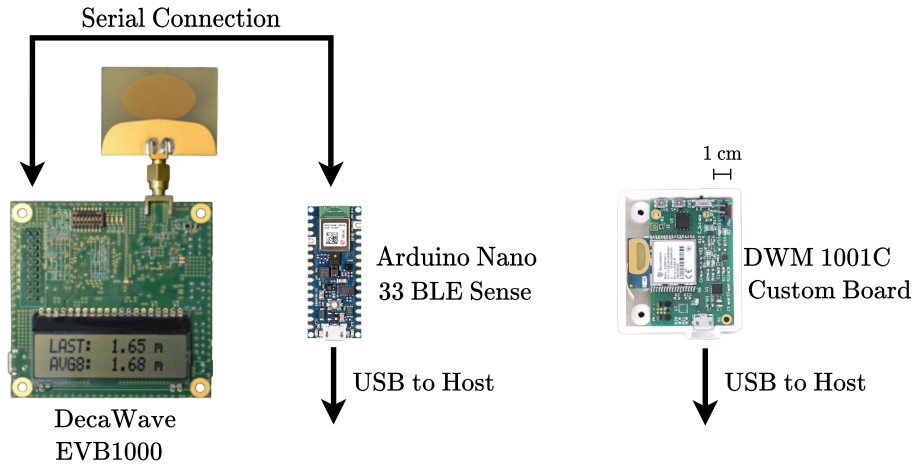 Serial Connection
1 cm
Arduino Nano
33 BLE Sense
DWM 1001C
Custom Board
LAST: 1.65 m
AVG8: 1.68 m
USB to Host
USB to Host
DecaWave
EVB1000